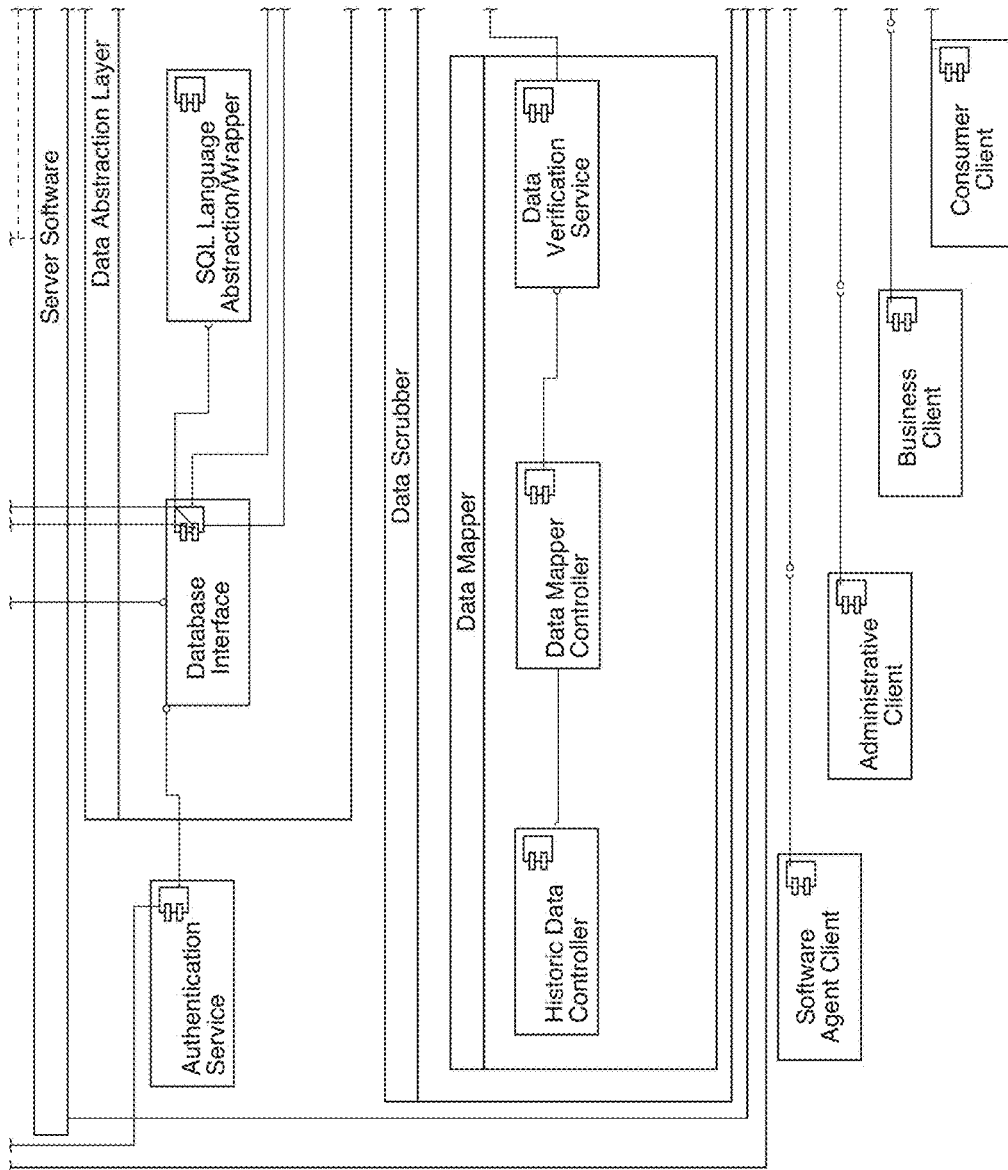 Server Software
Data Abstraction Layer
SQL Language
Abstraction/Wrapper
Database
Interface
Authentication
Service
Data Scrubber
Data Mapper
Data
Verification
Service
Data Mapper
Controller
Historic Data
Controller
Software
Agent Client
Administrative
Client
Business
Client
Consumer
Client